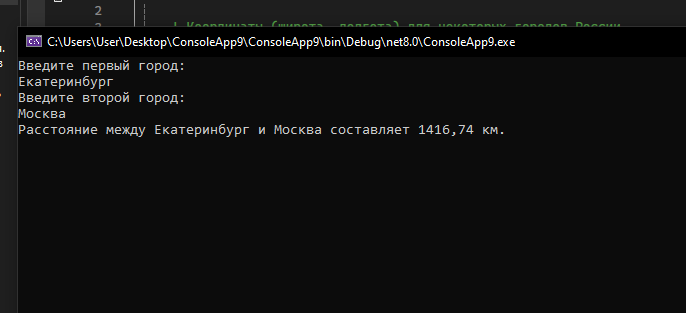 2
! Координаты (широта, долгота) для некоторых городов России
C:\Users\User\Desktop\ConsoleApp9\ConsoleApp9\bin\Debug\net8.0\ConsoleApp9.exe
Введите первый город:
Екатеринбург
Введите второй город:
Москва
Расстояние между Екатеринбург и Москва составляет 1416,74 км.